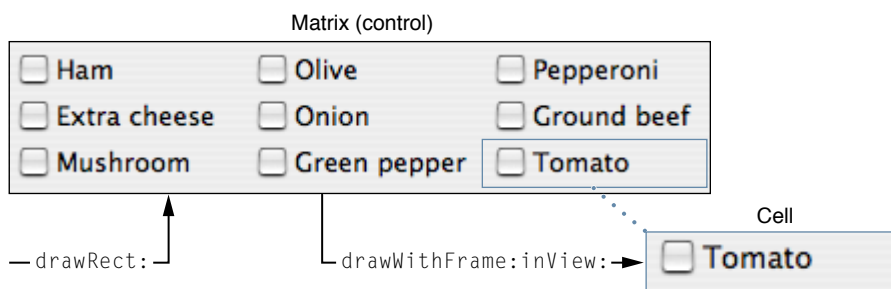 Matrix (control)
Ham Olive Pepperoni
Extra cheese Onion Ground beef
Mushroom Green pepper Tomato
Cell
drawRect: drawWithFrame:inView: Tomato